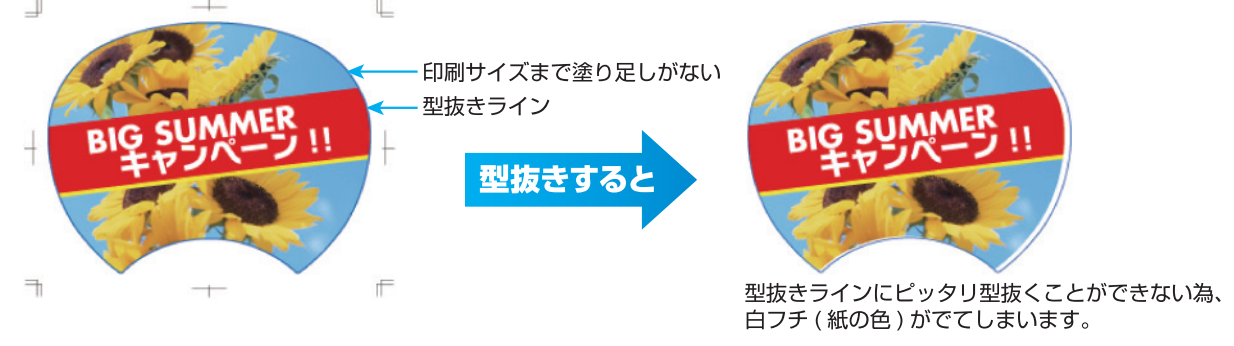 印刷サイズまで塗り足しがない
型抜きライン
BIG SUMMER
キャンペーン!!
型抜きすると
BIG SUMMER
キャンペーン!!
型抜きラインにピッタリ型抜くことができない為、
白フチ(紙の色)がでてしまいます。